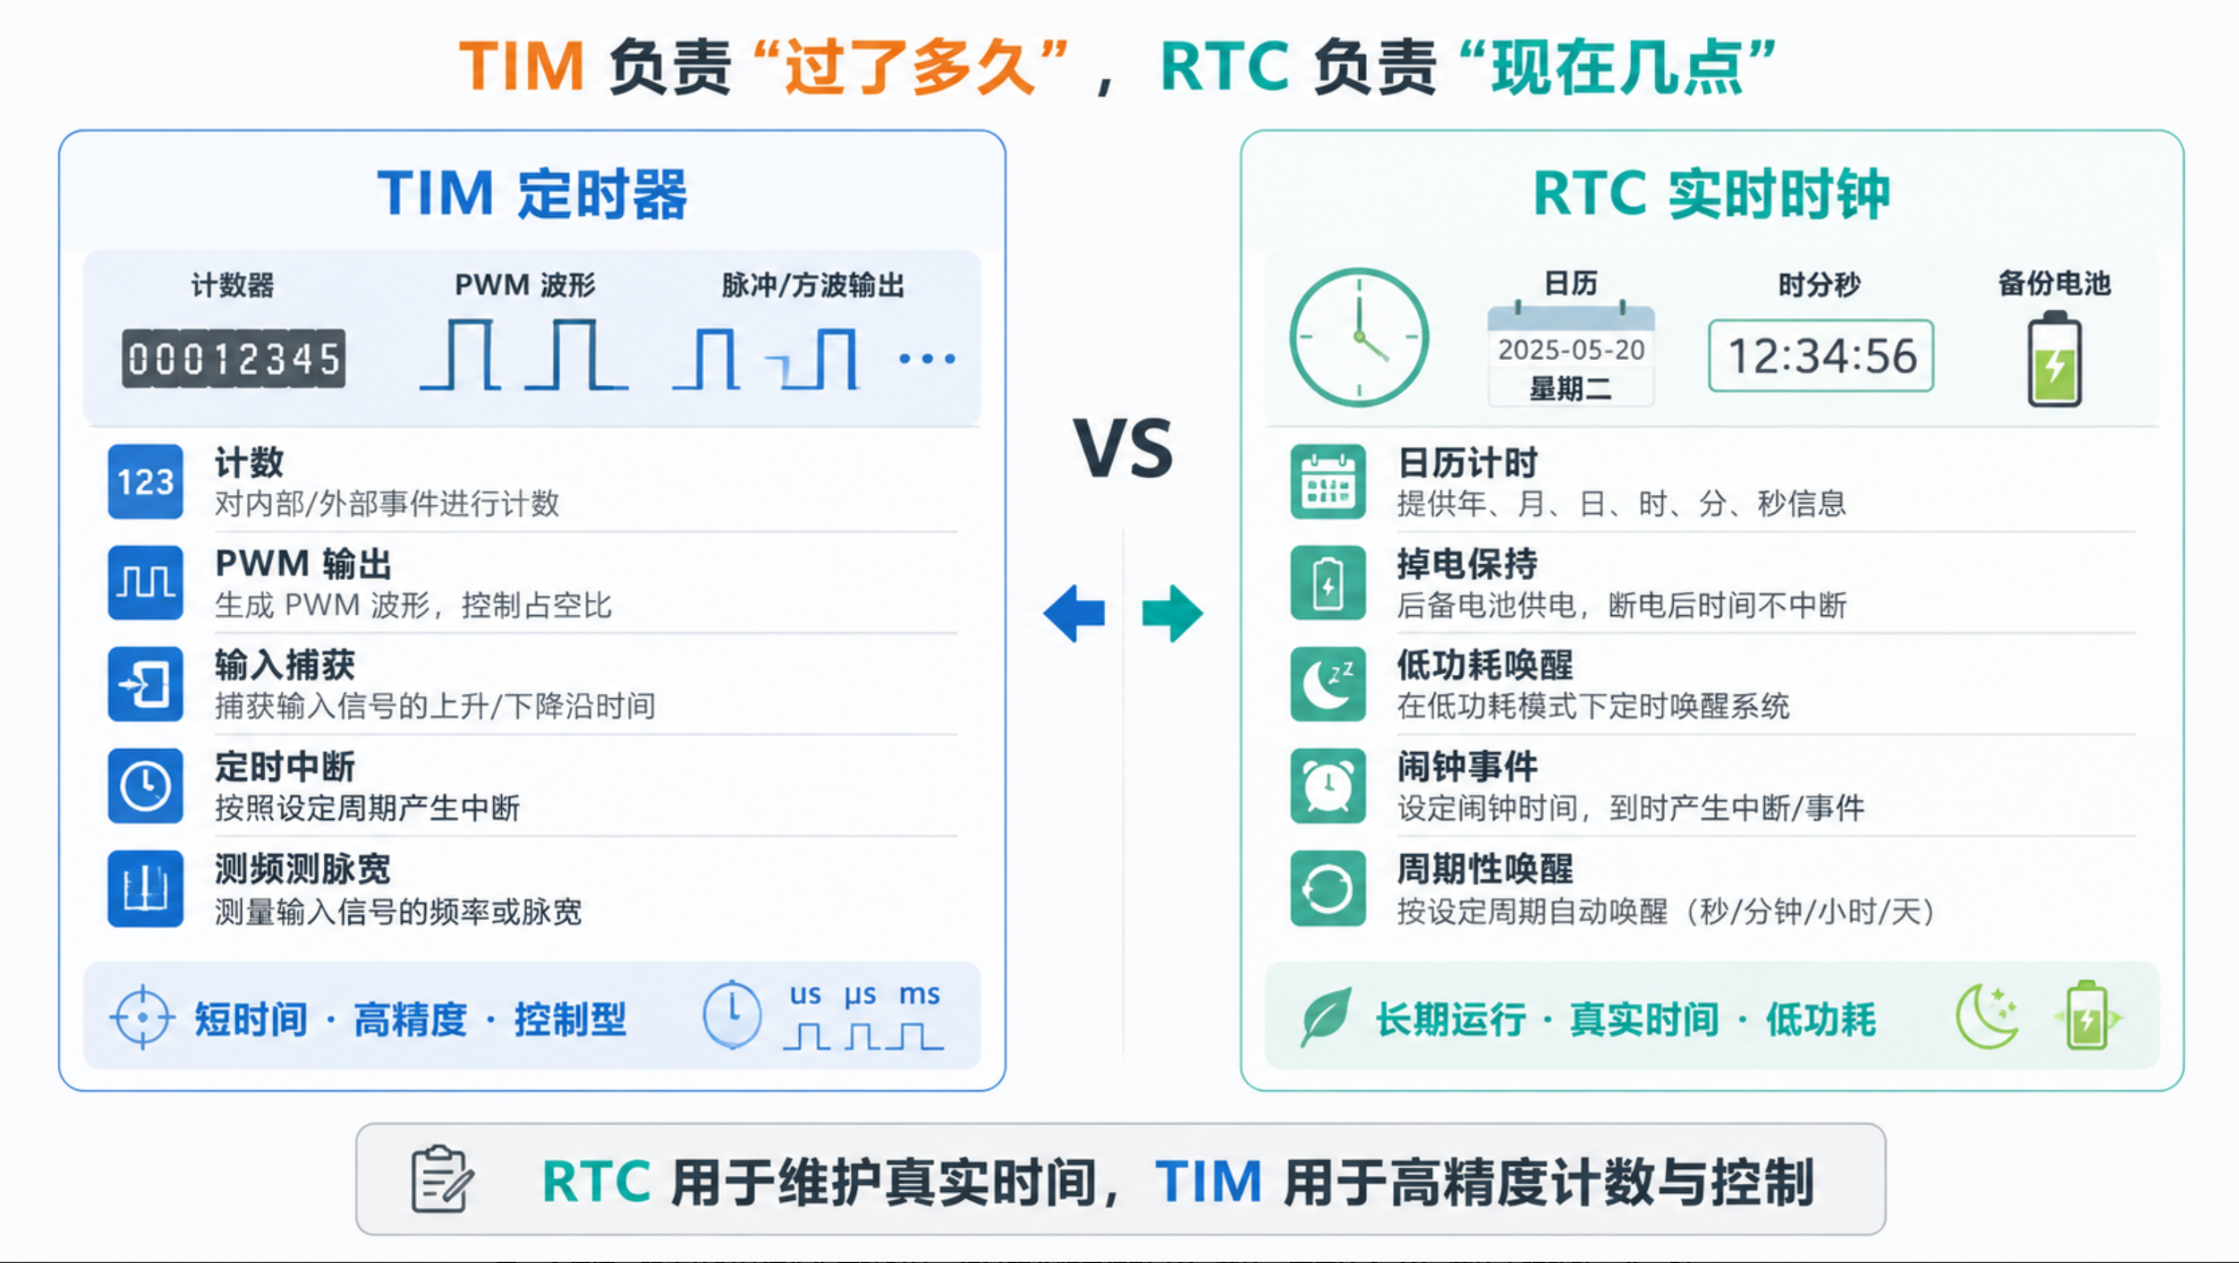 TIM 负责 “过了多久” ，RTC 负责 “现在几点”
TIM 定时器
计数器
PWM 波形
脉冲/方波输出
00012345
123
计数
对内部/外部事件进行计数
PWM 输出
生成 PWM 波形，控制占空比
输入捕获
捕获输入信号的上升/下降沿时间
定时中断
按照设定周期产生中断
测频测脉宽
测量输入信号的频率或脉宽
短时间 · 高精度 · 控制型
us μs ms
VS
RTC 实时时钟
日历
2025-05-20
星期二
时分秒
12:34:56
备份电池
日历计时
提供年、月、日、时、分、秒信息
掉电保持
后备电池供电，断电后时间不中断
zz
低功耗唤醒
在低功耗模式下定时唤醒系统
闹钟事件
设定闹钟时间，到时产生中断/事件
周期性唤醒
按设定周期自动唤醒（秒/分钟/小时/天）
长期运行 · 真实时间 · 低功耗
RTC 用于维护真实时间，TIM 用于高精度计数与控制